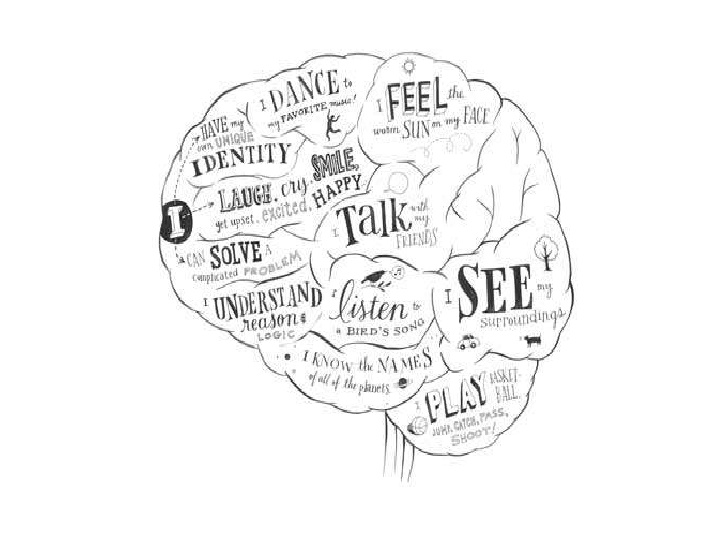 I DANCE to
my FAVORITE music!
I FEEL the
warm SUN on my FACE
HAVE my
own UNIQUE
IDENTITY
I
LAUGH, cry, SMILE,
get upset, excited, HAPPY
I Talk with
my
FRIENDS
CAN SOLVE A
complicated PROBLEM
I UNDERSTAND
reason &
LOGIC
I listen to
A BIRD'S SONG
I SEE my
surroundings
I KNOW the NAMES
of all of the planets.
I PLAY BASKET-
BALL.
JUMP, CATCH, PASS,
SHOOT!